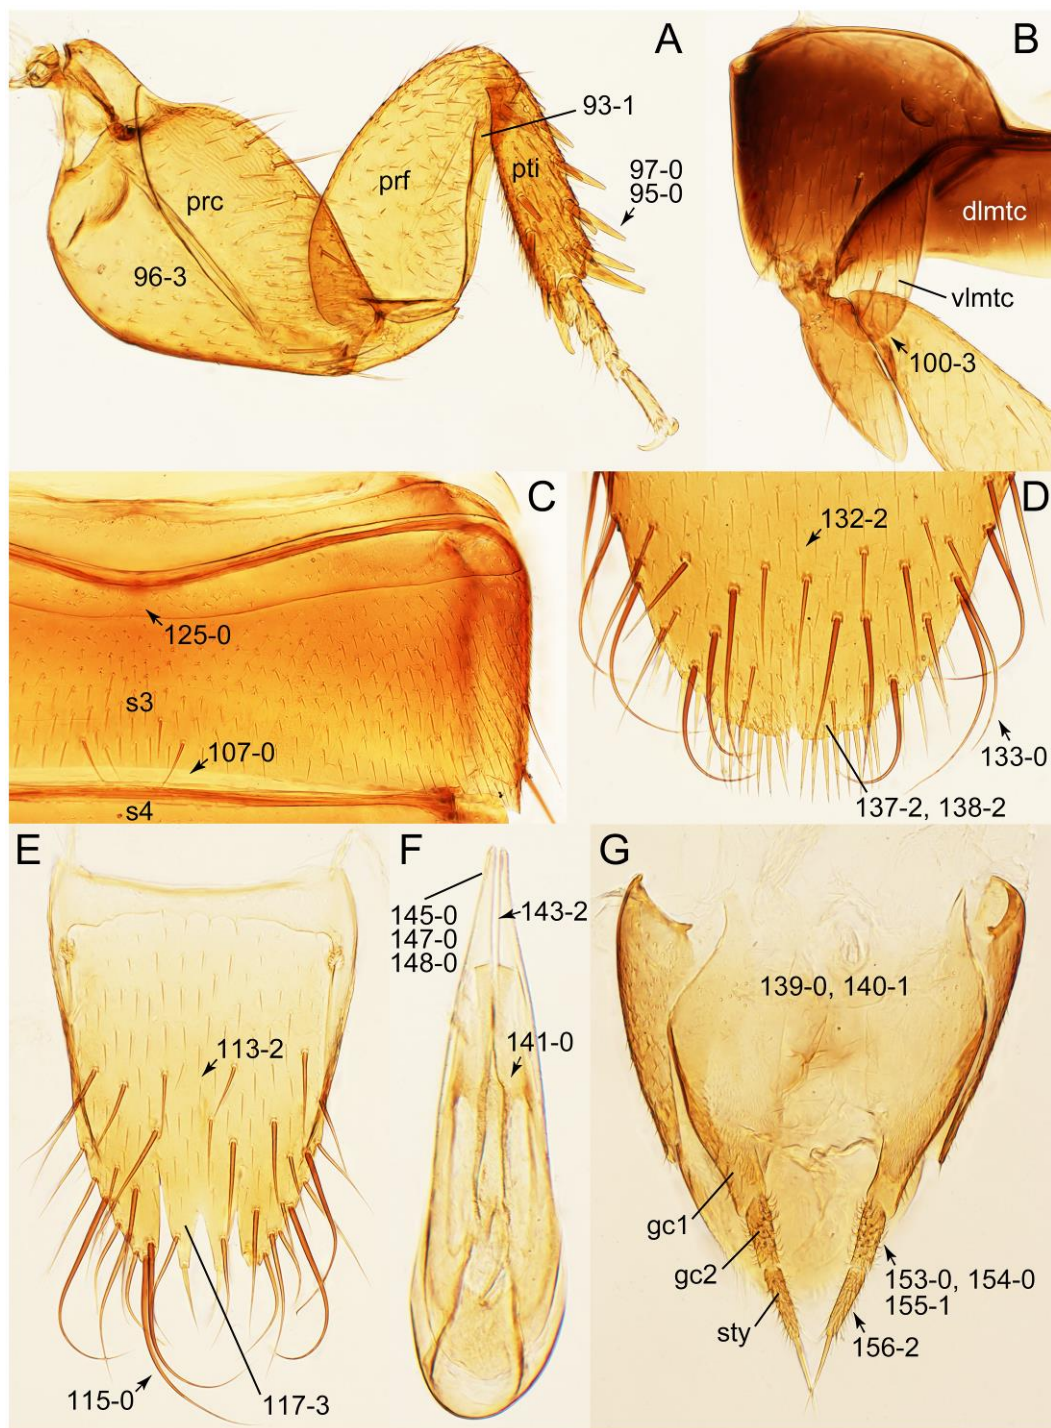 A
93-1
prf
pti
prc
97-0
95-0
96-3
B
dlmtc
vlmtc
100-3
C
125-0
s3
107-0
s4
D
132-2
133-0
137-2, 138-2
E
113-2
115-0
117-3
F
145-0
147-0
148-0
143-2
141-0
G
139-0, 140-1
gc1
gc2
sty
153-0, 154-0
155-1
156-2